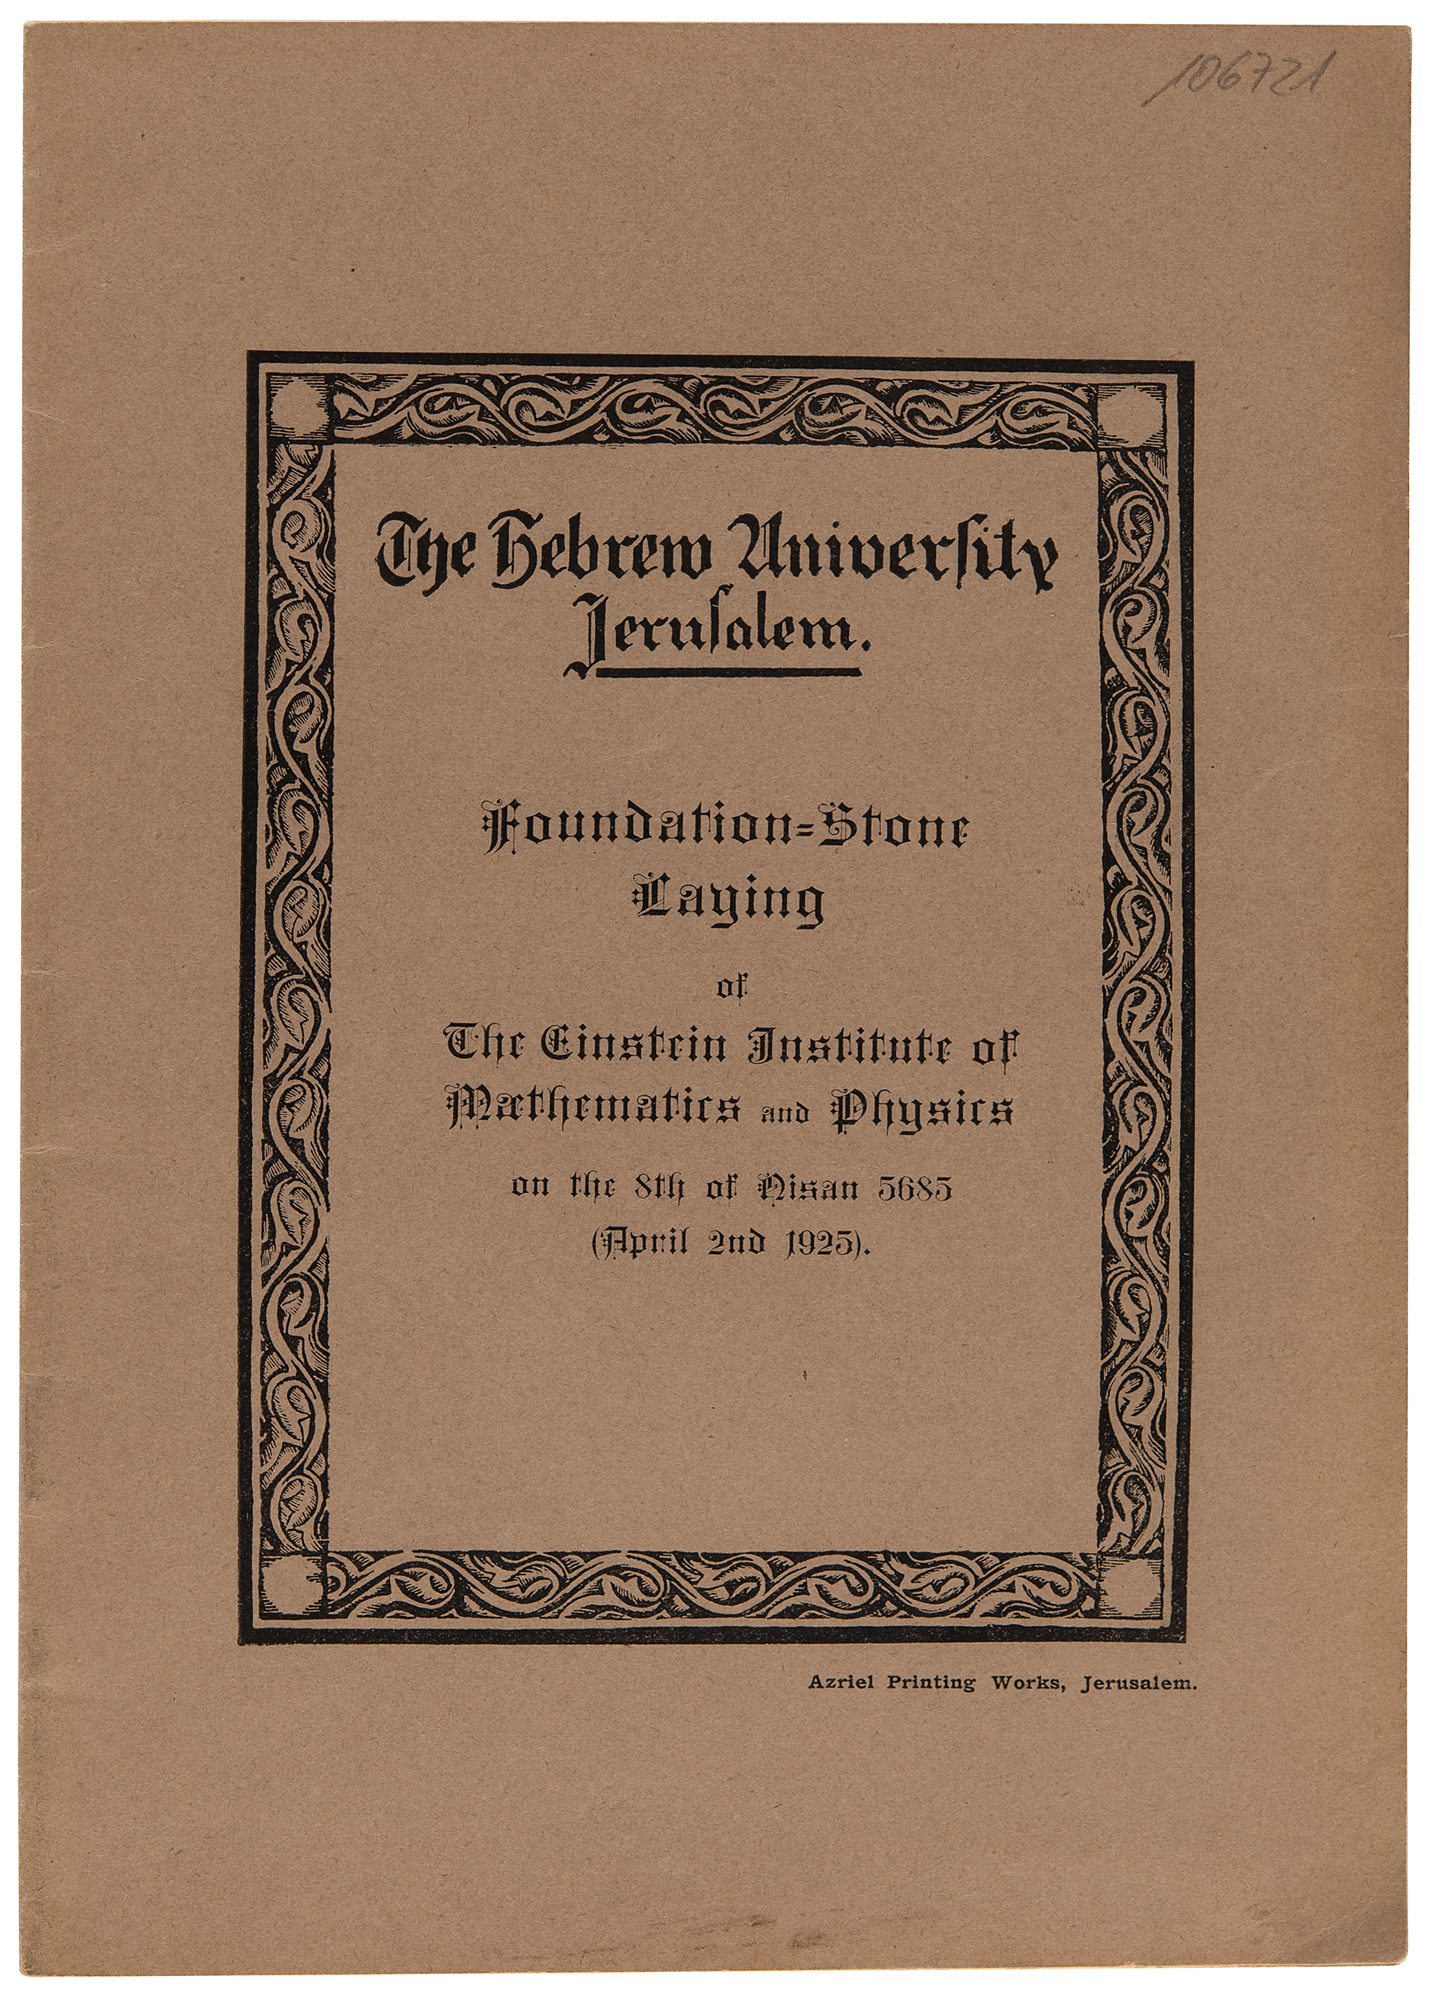 106721
The Hebrew University
Jerusalem.
Foundation=Stone
Laying
of
The Einstein Institute of
Mæthematics and Physics
on the 8th of Nisan 5685
(April 2nd 1925).
Azriel Printing Works, Jerusalem.